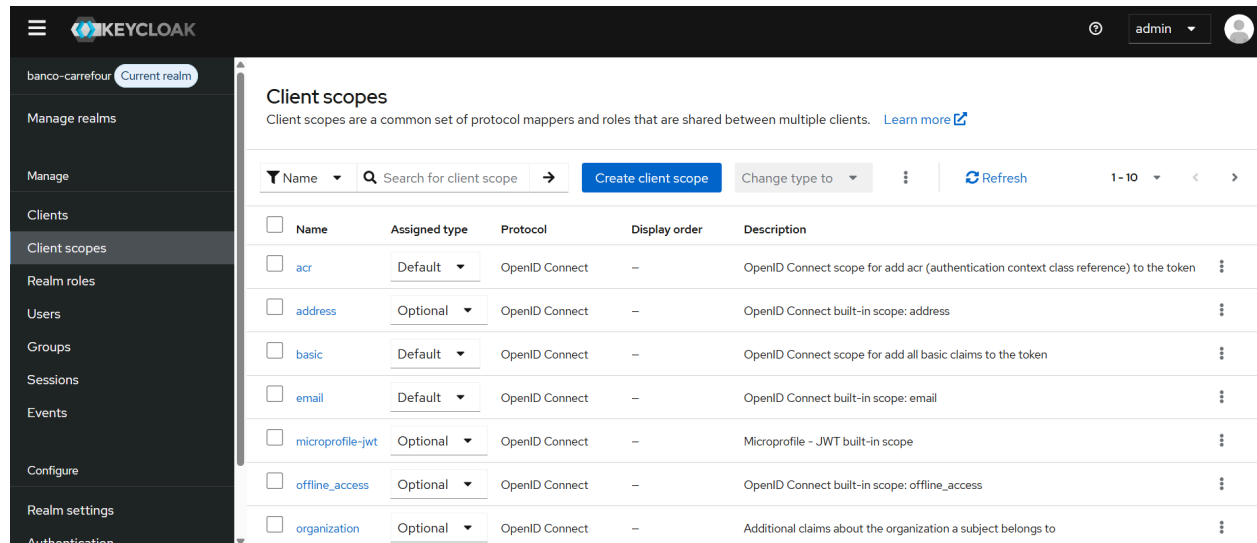 KEYCLOAK
admin
banco-carrefour Current realm
Manage realms
Manage
Clients
Client scopes
Realm roles
Users
Groups
Sessions
Events
Configure
Realm settings
Authentication
Client scopes
Client scopes are a common set of protocol mappers and roles that are shared between multiple clients. Learn more
Name Search for client scope Create client scope Change type to Refresh 1 - 10
Name Assigned type Protocol Display order Description
acr Default OpenID Connect – OpenID Connect scope for add acr (authentication context class reference) to the token
address Optional OpenID Connect – OpenID Connect built-in scope: address
basic Default OpenID Connect – OpenID Connect scope for add all basic claims to the token
email Default OpenID Connect – OpenID Connect built-in scope: email
microprofile-jwt Optional OpenID Connect – Microprofile - JWT built-in scope
offline_access Optional OpenID Connect – OpenID Connect built-in scope: offline_access
organization Optional OpenID Connect – Additional claims about the organization a subject belongs to